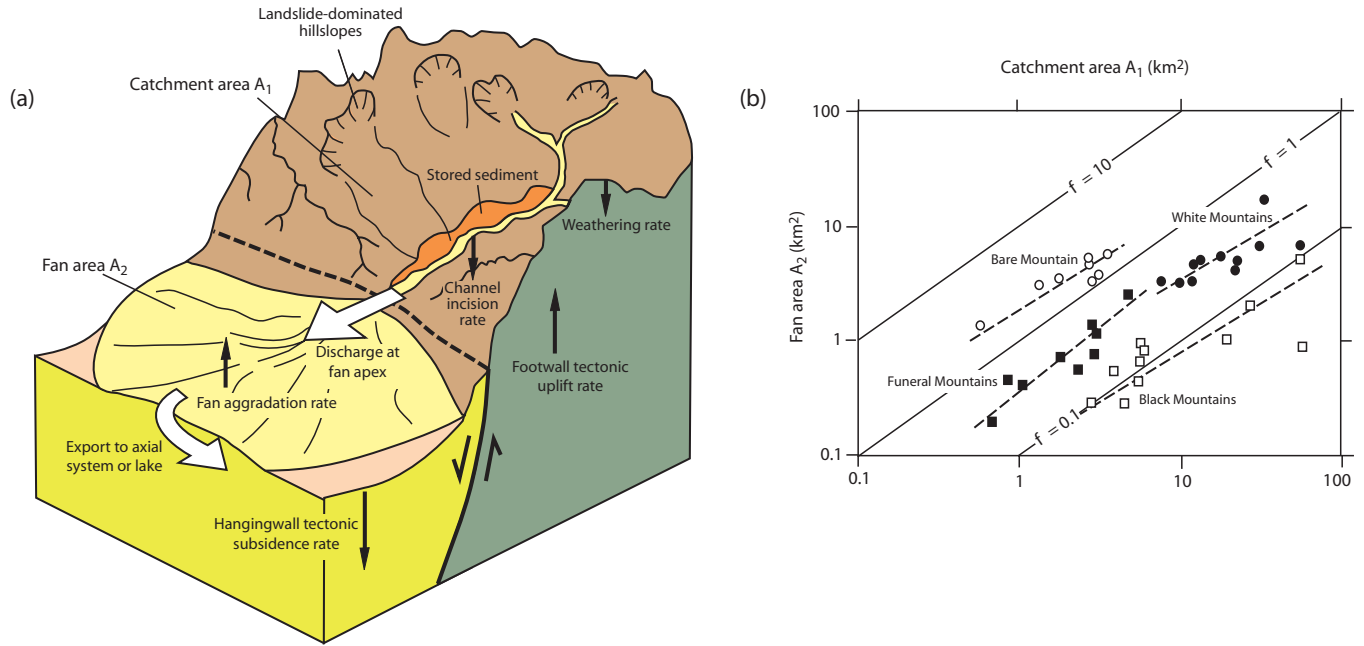 (a)
Landslide-dominated
hillslopes
Catchment area A1
Stored sediment
Weathering rate
Fan area A2
Channel
incision
rate
Discharge at
fan apex
Footwall tectonic
uplift rate
Fan aggradation rate
Export to axial
system or lake
Hangingwall tectonic
subsidence rate
(b)
Catchment area A1 (km2)
Fan area A2 (km2)
100
10
1
0.1
0.1
1
10
100
f = 10
f = 1
f = 0.1
White Mountains
Bare Mountain
Funeral Mountains
Black Mountains